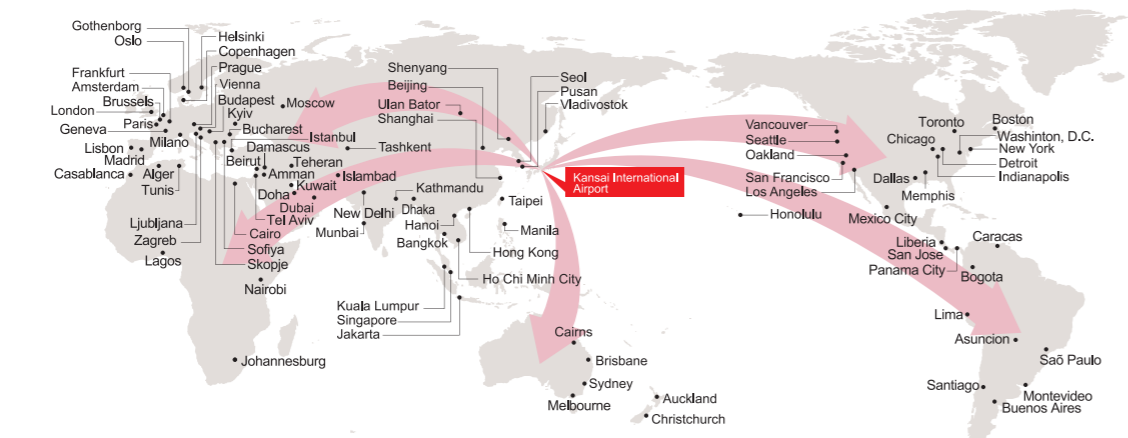 Gothenborg
Oslo
Helsinki
Copenhagen
Prague
Vienna
Budapest
Kyiv
Frankfurt
Amsterdam
Brussels
London
Paris
Geneva
Milano
Moscow
Bucharest
Istanbul
Lisbon
Madrid
Casablanca
Alger
Tunis
Damascus
Beirut
Amman
Teheran
Tashkent
Islambad
Kuwait
Doha
Dubai
Tel Aviv
Ljubljana
Zagreb
Lagos
Cairo
Sofiya
Skopje
Nairobi
Johannesburg
Shenyang
Beijing
Ulan Bator
Shanghai
Seol
Pusan
Vladivostok
Kansai International
Airport
Kathmandu
New Delhi
Munbai
Dhaka
Hanoi
Bangkok
Taipei
Manila
Hong Kong
Ho Chi Minh City
Kuala Lumpur
Singapore
Jakarta
Cairns
Brisbane
Sydney
Melbourne
Auckland
Christchurch
Honolulu
Vancouver
Seattle
Oakland
San Francisco
Los Angeles
Toronto
Chicago
Boston
Washinton, D.C.
New York
Detroit
Indianapolis
Dallas
Memphis
Mexico City
Liberia
San Jose
Panama City
Caracas
Bogota
Lima
Asuncion
Saõ Paulo
Santiago
Montevideo
Buenos Aires